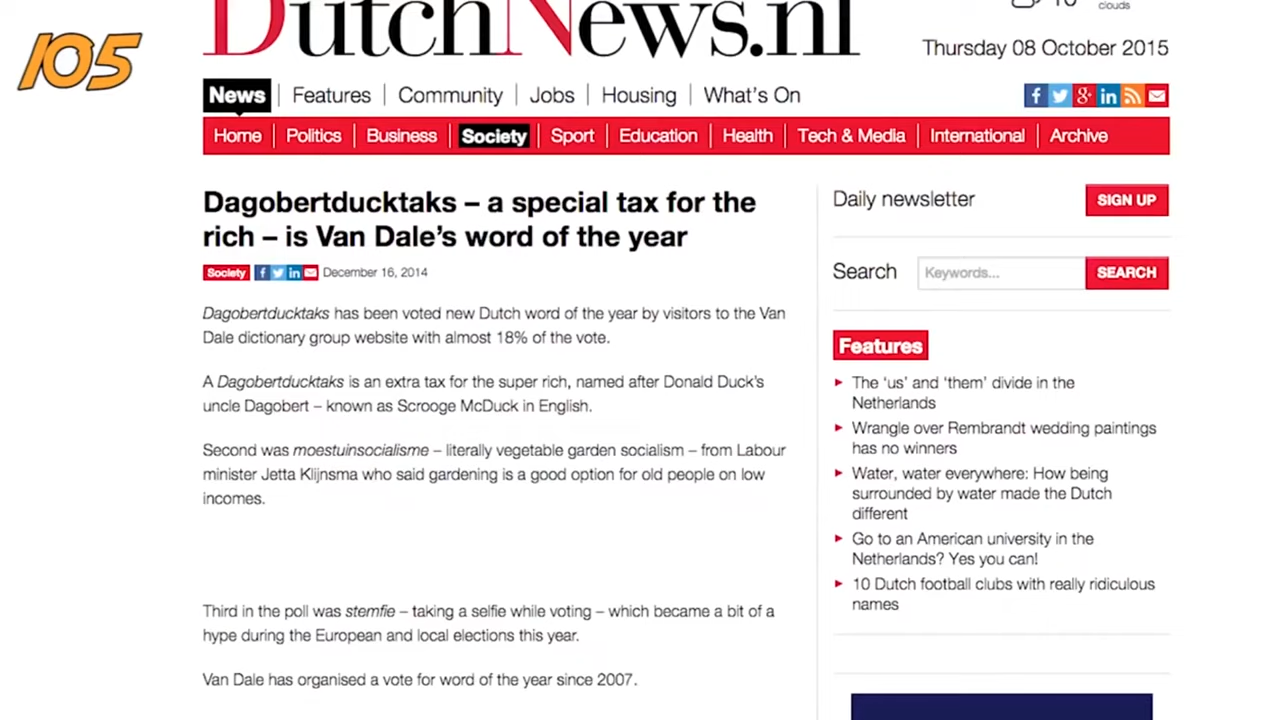 105
DutchNews.nl
10
clouds
Thursday 08 October 2015
News Features Community Jobs Housing What's On
Home Politics Business Society Sport Education Health Tech & Media International Archive
Dagobertducktaks – a special tax for the
rich – is Van Dale's word of the year
Society December 16, 2014
Dagobertducktaks has been voted new Dutch word of the year by visitors to the Van
Dale dictionary group website with almost 18% of the vote.
A Dagobertducktaks is an extra tax for the super rich, named after Donald Duck's
uncle Dagobert – known as Scrooge McDuck in English.
Second was moestuinsocialisme – literally vegetable garden socialism – from Labour
minister Jetta Klijnsma who said gardening is a good option for old people on low
incomes.
Third in the poll was stemfie – taking a selfie while voting – which became a bit of a
hype during the European and local elections this year.
Van Dale has organised a vote for word of the year since 2007.
Daily newsletter SIGN UP
Search Keywords... SEARCH
Features
The 'us' and 'them' divide in the
Netherlands
Wrangle over Rembrandt wedding paintings
has no winners
Water, water everywhere: How being
surrounded by water made the Dutch
different
Go to an American university in the
Netherlands? Yes you can!
10 Dutch football clubs with really ridiculous
names